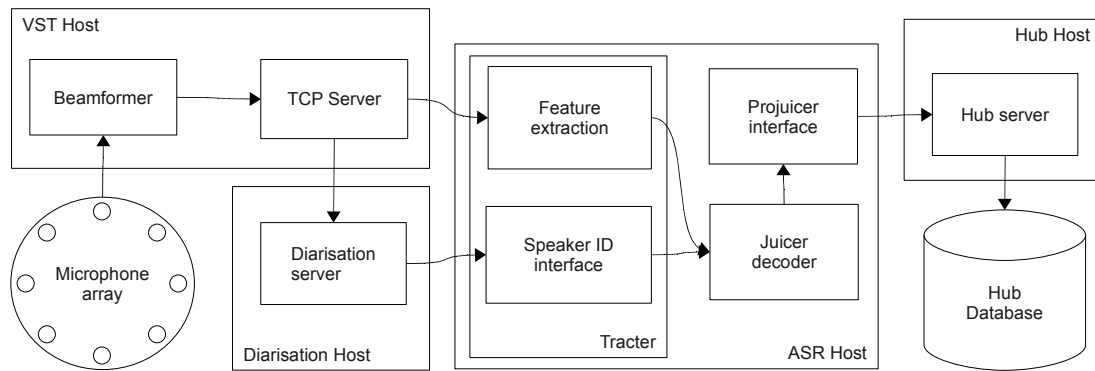 VST Host
Beamformer
TCP Server
Microphone
array
Diarisation
server
Diarisation Host
Feature
extraction
Speaker ID
interface
Tracter
Projuicer
interface
Juicer
decoder
ASR Host
Hub Host
Hub server
Hub
Database